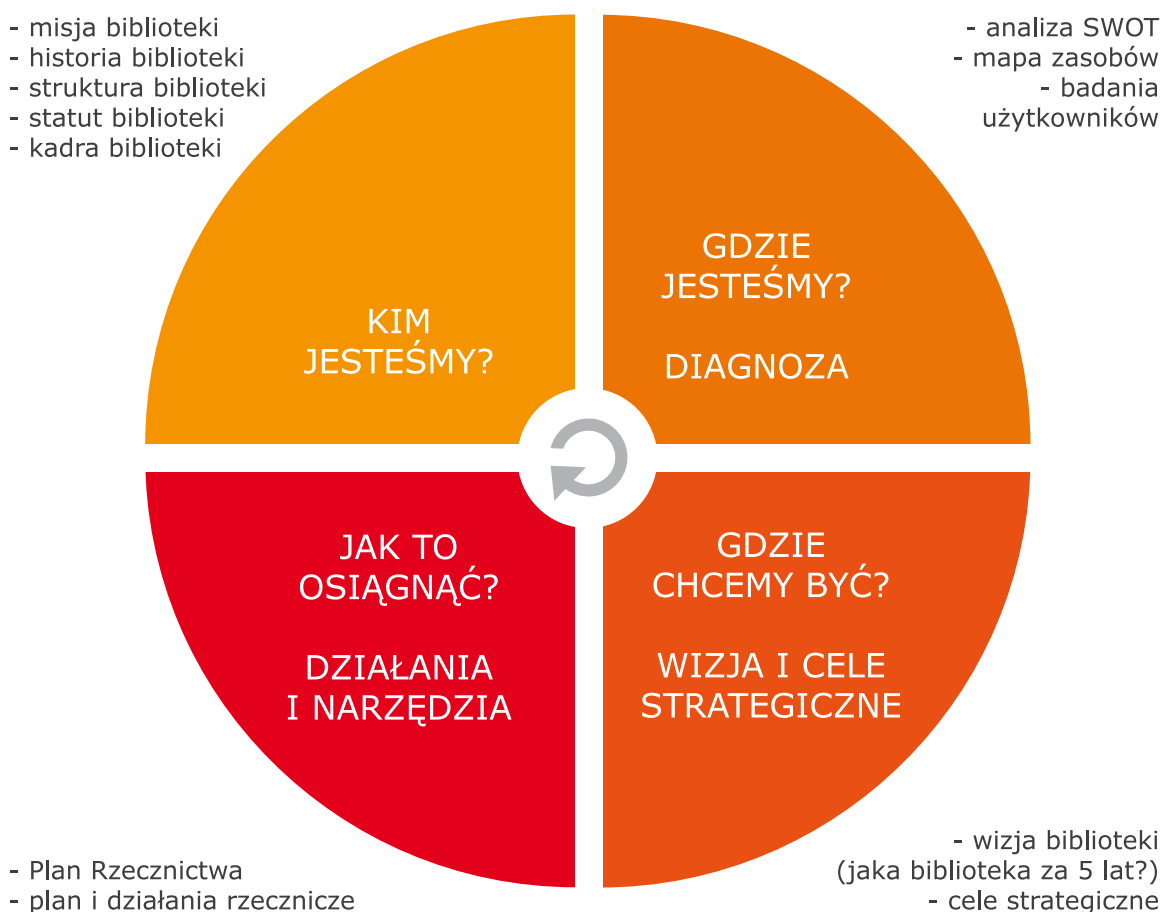 - misja biblioteki
- historia biblioteki
- struktura biblioteki
- statut biblioteki
- kadra biblioteki
- analiza SWOT
- mapa zasobów
- badania
użytkowników
KIM
JESTEŚMY?
GDZIE
JESTEŚMY?
DIAGNOZA
GDZIE
CHCEMY BYĆ?
WIZJA I CELE
STRATEGICZNE
JAK TO
OSIĄGNĄĆ?
DZIAŁANIA
I NARZĘDZIA
- wizja biblioteki
(jaka biblioteka za 5 lat?)
- cele strategiczne
- Plan Rzecznictwa
- plan i działania rzecznicze